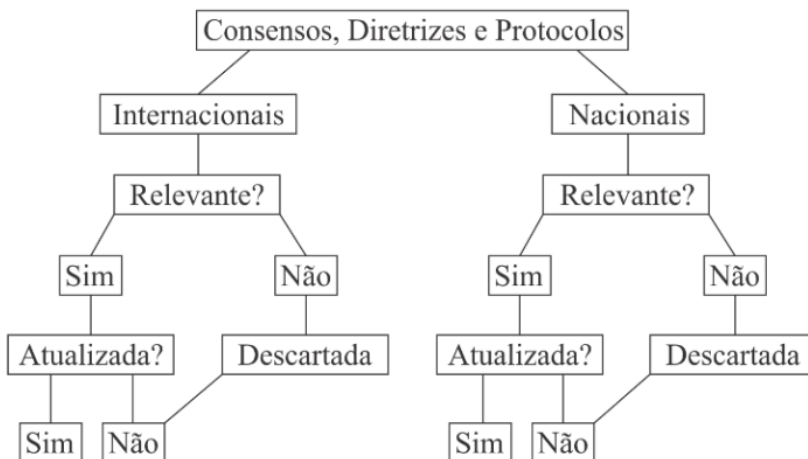 Consensos, Diretrizes e Protocolos
Internacionais
Nacionais
Relevante?
Relevante?
Sim
Não
Sim
Não
Atualizada?
Descartada
Atualizada?
Descartada
Sim
Não
Sim
Não